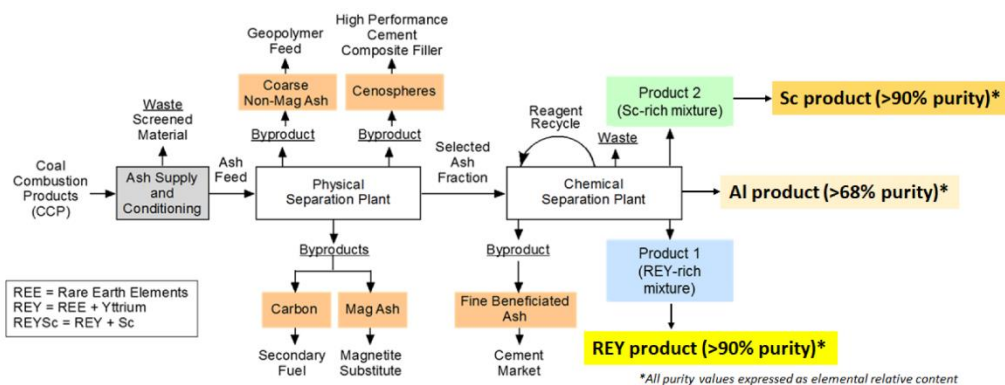 High Performance
Geopolymer
Feed
Cement
Composite Filler
Coarse
Non-Mag Ash
Cenospheres
Product 2
(Sc-rich mixture)
Sc product (>90% purity)*
Waste
Screened
Material
Byproduct
Byproduct
Reagent
Recycle
Waste
Coal
Combustion
Products
(CCP)
Ash Supply
and
Conditioning
Ash
Feed
Physical
Separation Plant
Selected
Ash
Fraction
Chemical
Separation Plant
Al product (>68% purity)*
Byproducts
Byproduct
Product 1
(REY-rich
mixture)
REE = Rare Earth Elements
REY = REE + Yttrium
REYSc = REY + Sc
Carbon
Mag Ash
Fine Beneficiated
Ash
Secondary
Fuel
Magnetite
Substitute
Cement
Market
REY product (>90% purity)*
*All purity values expressed as elemental relative content